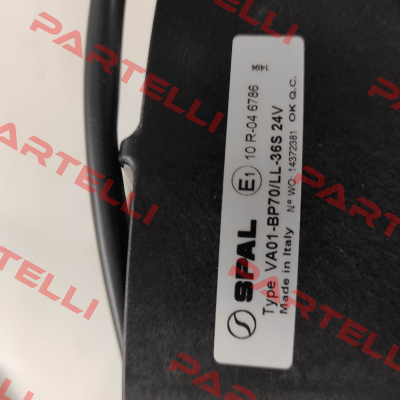 1494
SPAL
E1
10 R-04 6786
Type VA01-BP70/LL-36S 24V
Made in Italy N° WO. 14372381 OK Q.C.
PARTELLI
PARTELLI
PARTELLI
PARTELLI